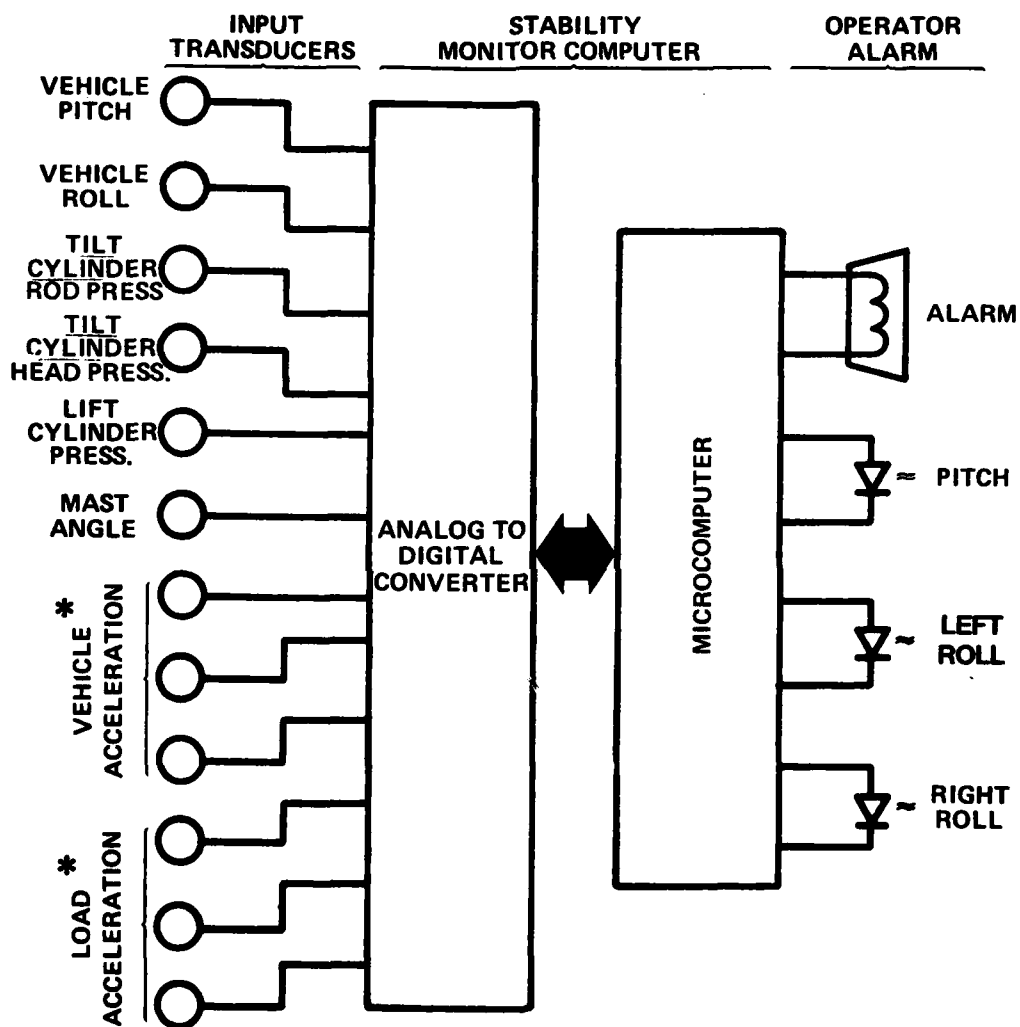 INPUT
TRANSDUCERS
STABILITY
MONITOR COMPUTER
OPERATOR
ALARM
VEHICLE
PITCH
VEHICLE
ROLL
TILT
CYLINDER
ROD PRESS
TILT
CYLINDER
HEAD PRESS.
LIFT
CYLINDER
PRESS.
MAST
ANGLE
*
VEHICLE
ACCELERATION
*
LOAD
ACCELERATION
ANALOG TO
DIGITAL
CONVERTER
MICROCOMPUTER
ALARM
≈ PITCH
≈ LEFT
ROLL
≈ RIGHT
ROLL